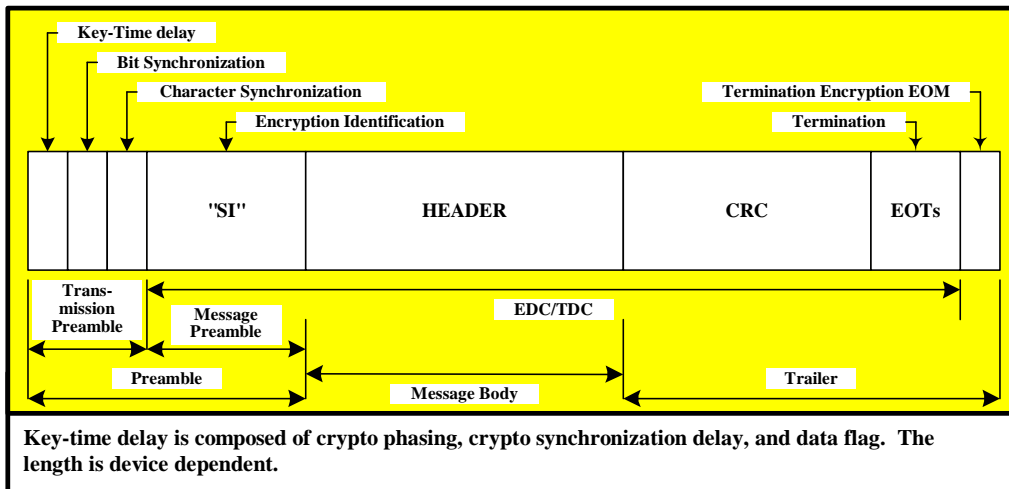 Key-Time delay
Bit Synchronization
Character Synchronization
Termination Encryption EOM
Encryption Identification
Termination
"SI"
HEADER
CRC
EOTs
Trans-
mission
Preamble
EDC/TDC
Message
Preamble
Preamble
Message Body
Trailer
Key-time delay is composed of crypto phasing, crypto synchronization delay, and data flag. The
length is device dependent.